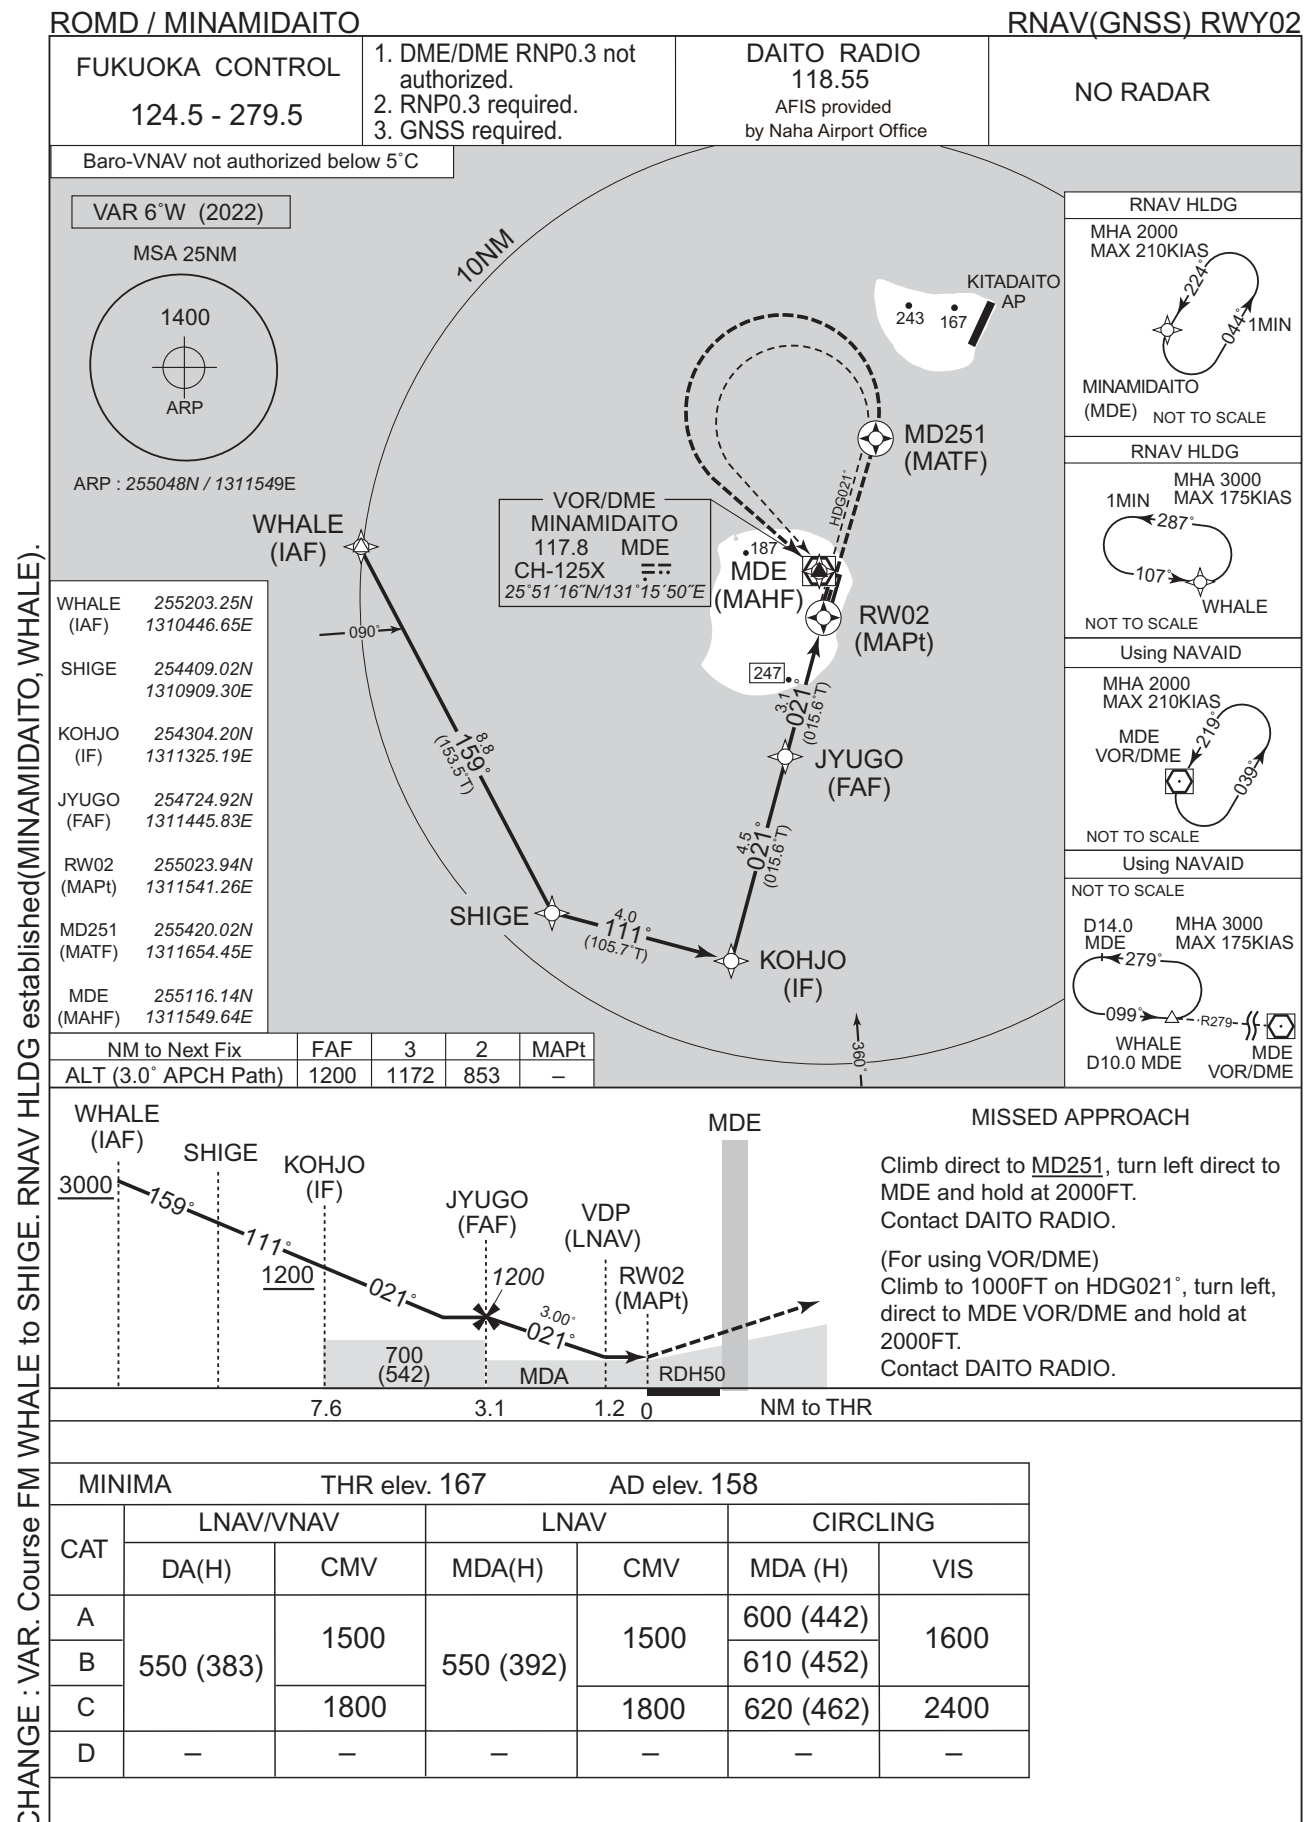 ROMD / MINAMIDAITO
RNAV(GNSS) RWY02
FUKUOKA CONTROL
124.5 - 279.5
1. DME/DME RNP0.3 not
authorized.
2. RNP0.3 required.
3. GNSS required.
DAITO RADIO
118.55
AFIS provided
by Naha Airport Office
NO RADAR
Baro-VNAV not authorized below 5˚C
VAR 6˚W (2022)
MSA 25NM
1400
ARP
ARP : 255048N / 1311549E
10NM
KITADAITO
AP
243
167
MD251
(MATF)
HDG021˚
VOR/DME
MINAMIDAITO
117.8 MDE
CH-125X
25˚51´16˝N/131˚15´50˝E
187
MDE
(MAHF)
RW02
(MAPt)
247
3.1
021˚
(015.6˚T)
JYUGO
(FAF)
4.5
021˚
(015.6˚T)
WHALE
(IAF)
090˚
8.8
159˚
(153.5˚T)
SHIGE
4.0
111˚
(105.7˚T)
KOHJO
(IF)
360˚
WHALE 255203.25N
(IAF) 1310446.65E
SHIGE 254409.02N
1310909.30E
KOHJO 254304.20N
(IF) 1311325.19E
JYUGO 254724.92N
(FAF) 1311445.83E
RW02 255023.94N
(MAPt) 1311541.26E
MD251 255420.02N
(MATF) 1311654.45E
MDE 255116.14N
(MAHF) 1311549.64E
NM to Next Fix FAF 3 2 MAPt
ALT (3.0˚ APCH Path) 1200 1172 853 –
RNAV HLDG
MHA 2000
MAX 210KIAS
224˚
044˚
1MIN
MINAMIDAITO
(MDE) NOT TO SCALE
RNAV HLDG
MHA 3000
1MIN MAX 175KIAS
287˚
107˚
WHALE
NOT TO SCALE
Using NAVAID
MHA 2000
MAX 210KIAS
MDE
VOR/DME
219˚
039˚
NOT TO SCALE
Using NAVAID
NOT TO SCALE
D14.0 MHA 3000
MDE MAX 175KIAS
279˚
099˚
R279
WHALE
D10.0 MDE
MDE
VOR/DME
WHALE
(IAF)
SHIGE
KOHJO
(IF)
JYUGO
(FAF)
VDP
(LNAV)
RW02
(MAPt)
MDE
3000
159˚
111˚
1200
021˚
1200
3.00˚
021˚
700
(542)
MDA
RDH50
7.6 3.1 1.2 0 NM to THR
MISSED APPROACH
Climb direct to MD251, turn left direct to
MDE and hold at 2000FT.
Contact DAITO RADIO.
(For using VOR/DME)
Climb to 1000FT on HDG021˚, turn left,
direct to MDE VOR/DME and hold at
2000FT.
Contact DAITO RADIO.
MINIMA THR elev. 167 AD elev. 158
CAT LNAV/VNAV LNAV CIRCLING
DA(H) CMV MDA(H) CMV MDA (H) VIS
A 550 (383) 1500 550 (392) 1500 600 (442) 1600
B 610 (452)
C 1800 1800 620 (462) 2400
D – – – – – –
CHANGE : VAR. Course FM WHALE to SHIGE. RNAV HLDG established(MINAMIDAITO, WHALE).